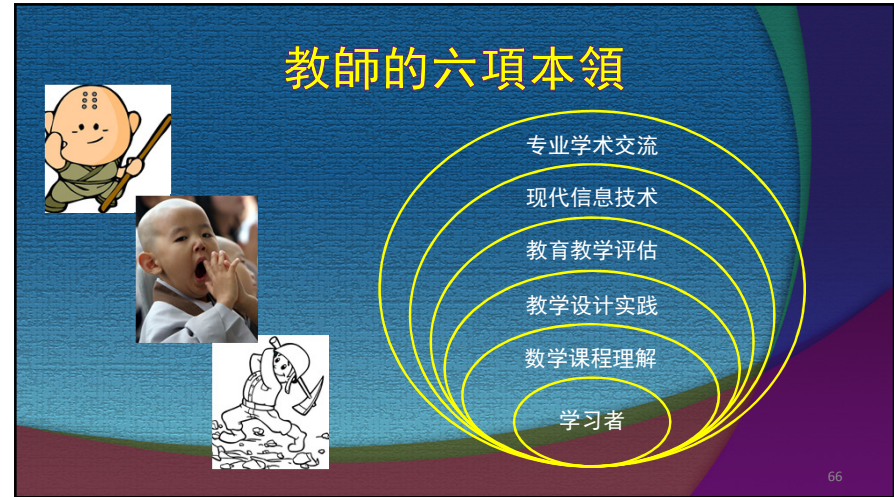 教師的六項本領
专业学术交流
现代信息技术
教育教学评估
教学设计实践
数学课程理解
学习者
66